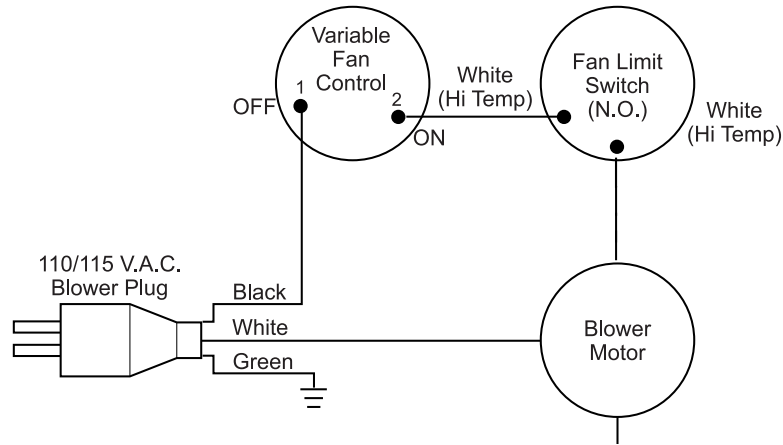 Variable
Fan
Control
1
2
OFF
ON
White
(Hi Temp)
Fan Limit
Switch
(N.O.)
White
(Hi Temp)
110/115 V.A.C.
Blower Plug
Black
White
Green
Blower
Motor